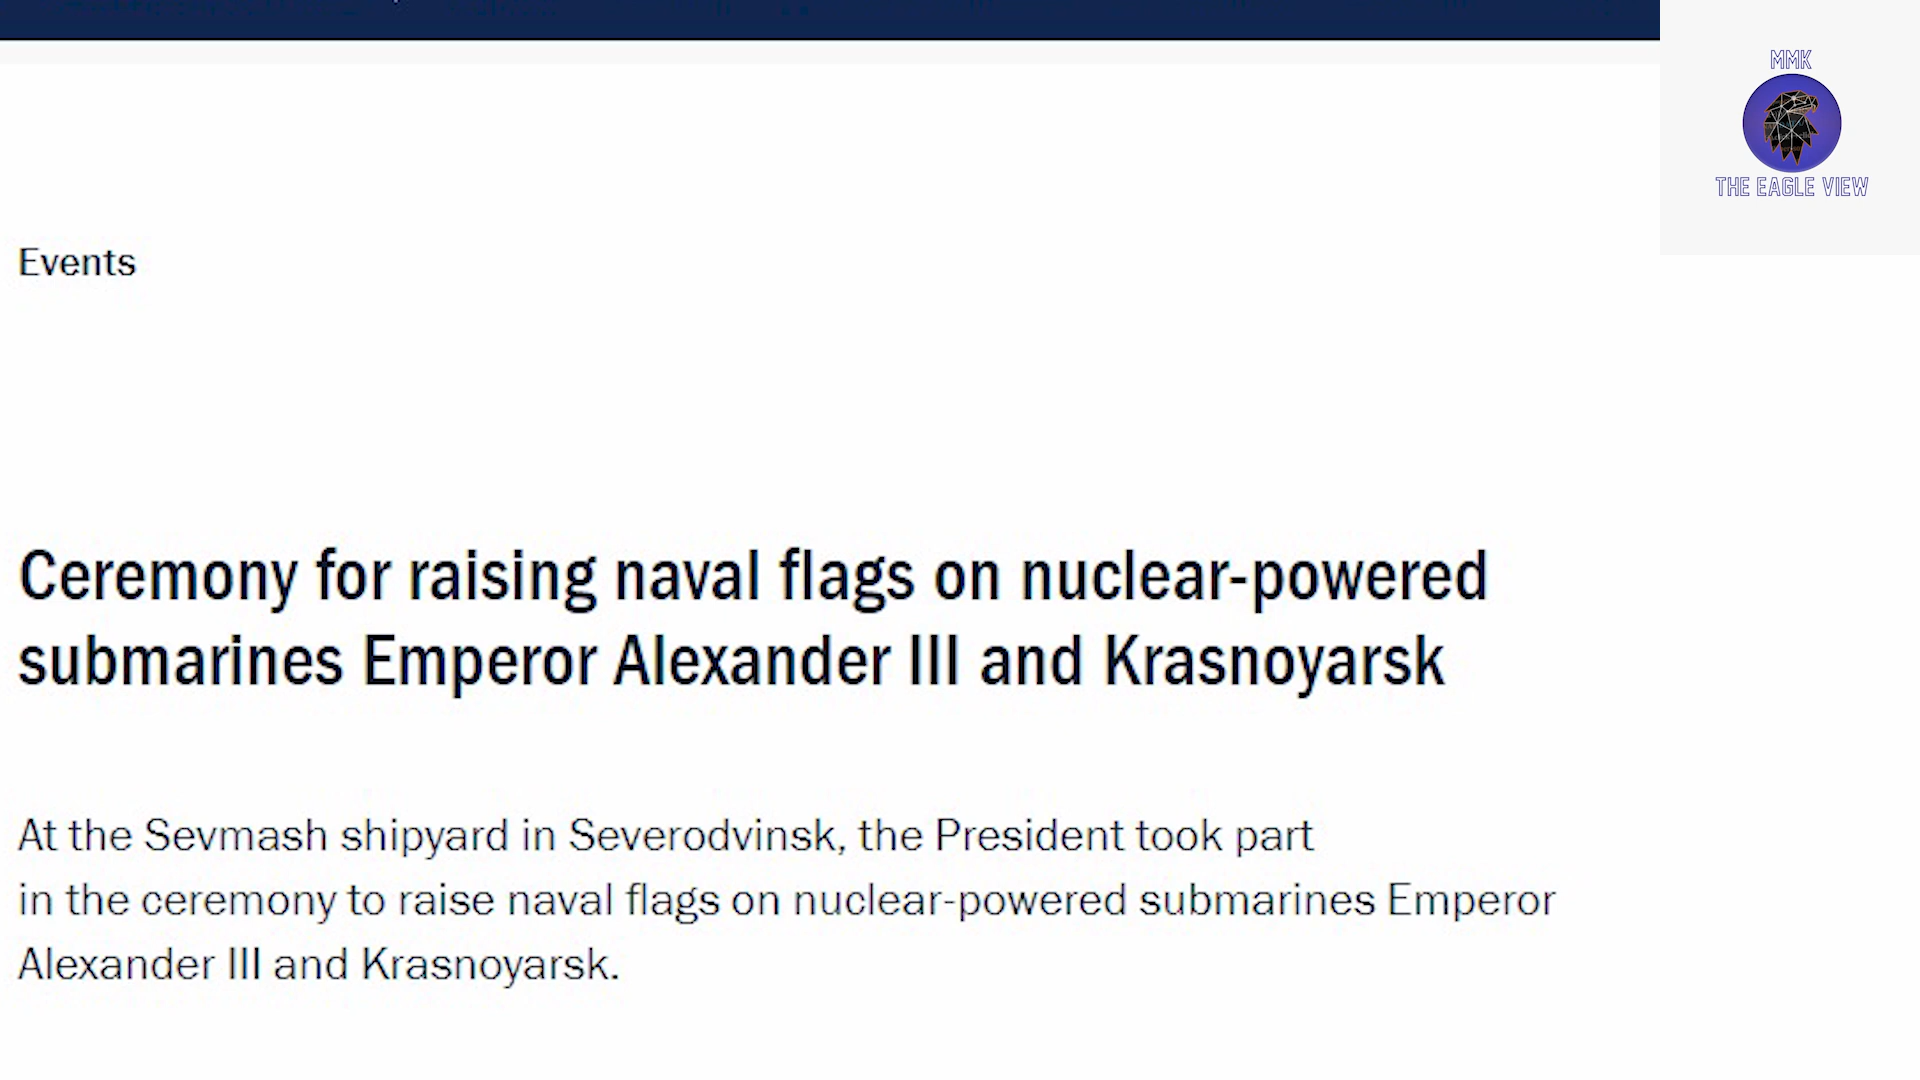 MMK
THE EAGLE VIEW
Events
Ceremony for raising naval flags on nuclear-powered
submarines Emperor Alexander III and Krasnoyarsk
At the Sevmash shipyard in Severodvinsk, the President took part
in the ceremony to raise naval flags on nuclear-powered submarines Emperor
Alexander III and Krasnoyarsk.